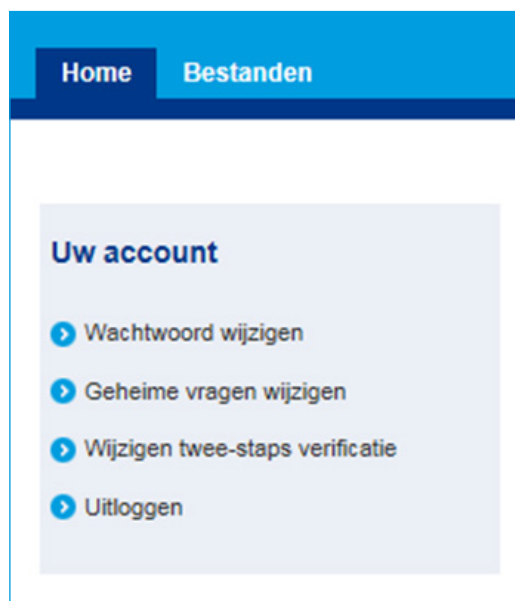 Home Bestanden
Uw account
Wachtwoord wijzigen
Geheime vragen wijzigen
Wijzigen twee-staps verificatie
Uitloggen